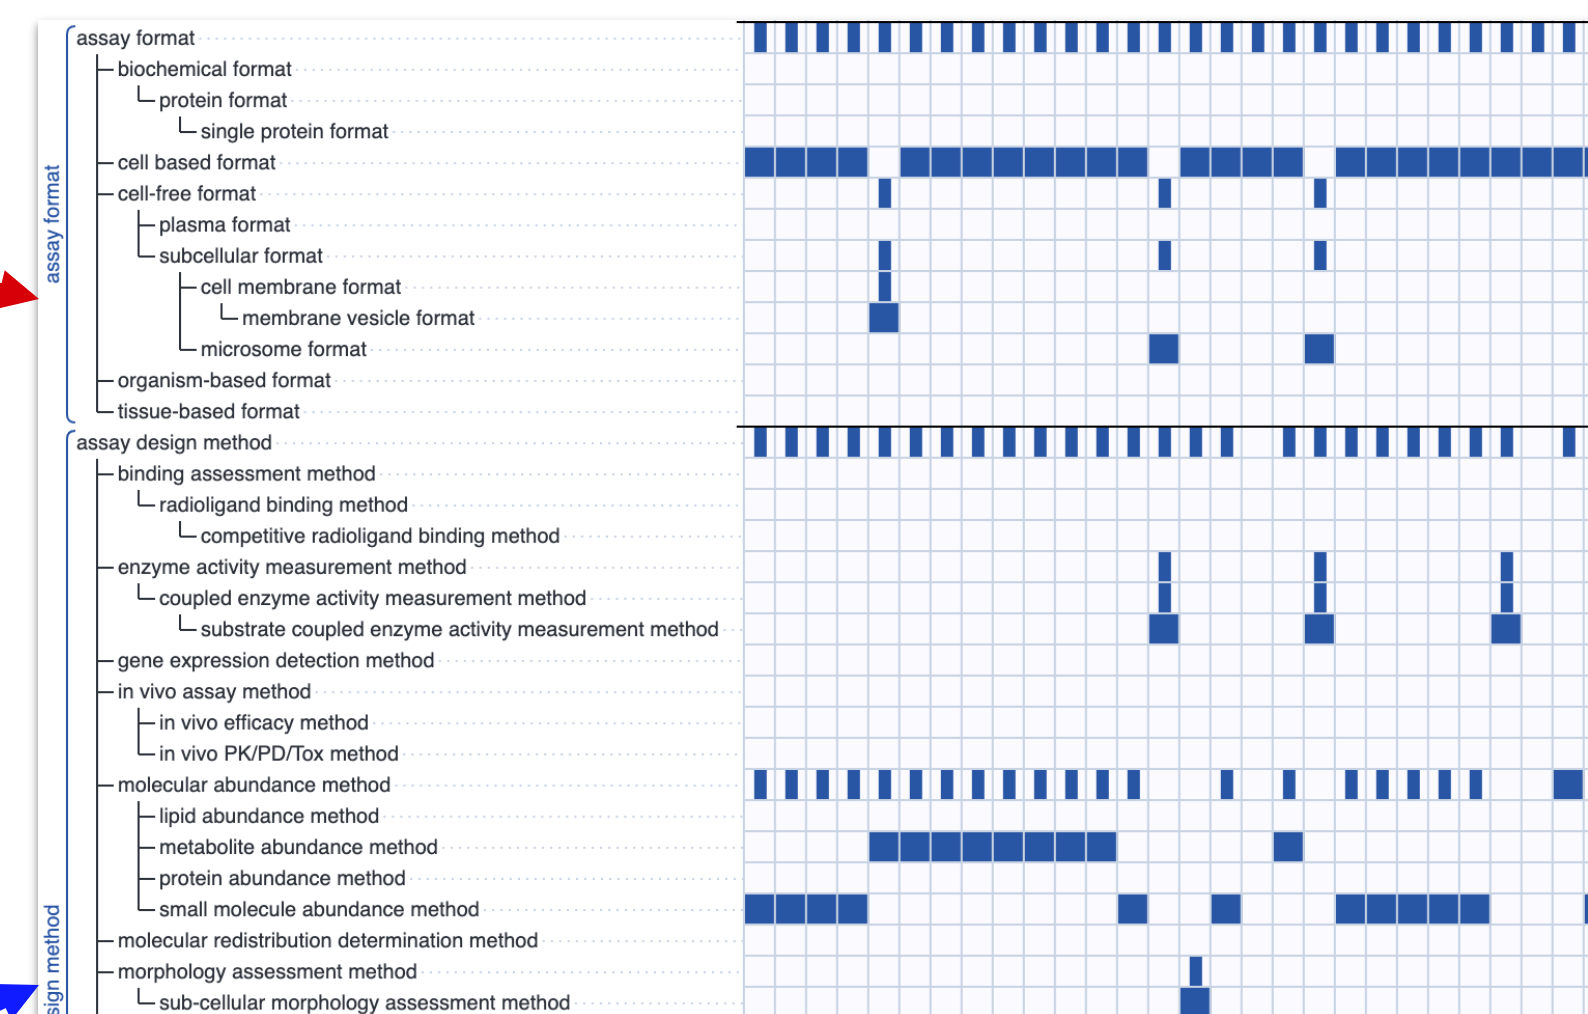 assay format
assay format
biochemical format
protein format
single protein format
cell based format
cell-free format
plasma format
subcellular format
cell membrane format
membrane vesicle format
microsome format
organism-based format
tissue-based format
sign method
assay design method
binding assessment method
radioligand binding method
competitive radioligand binding method
enzyme activity measurement method
coupled enzyme activity measurement method
substrate coupled enzyme activity measurement method
gene expression detection method
in vivo assay method
in vivo efficacy method
in vivo PK/PD/Tox method
molecular abundance method
lipid abundance method
metabolite abundance method
protein abundance method
small molecule abundance method
molecular redistribution determination method
morphology assessment method
sub-cellular morphology assessment method